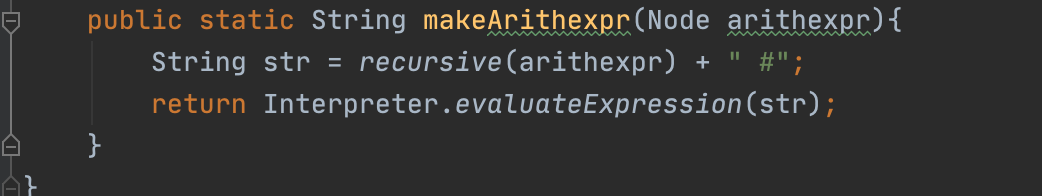 public static String makeArithexpr(Node arithexpr){
String str = recursive(arithexpr) + " #";
return Interpreter.evaluateExpression(str);
}
}